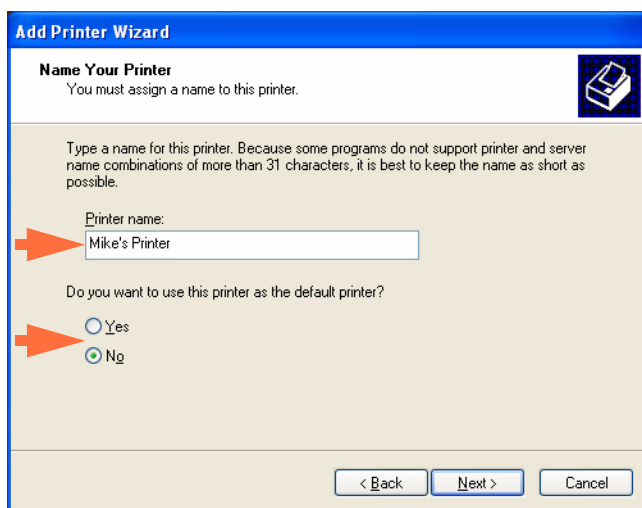 Add Printer Wizard
Name Your Printer
You must assign a name to this printer.
Type a name for this printer. Because some programs do not support printer and server
name combinations of more than 31 characters, it is best to keep the name as short as
possible.
Printer name:
Mike's Printer
Do you want to use this printer as the default printer?
Yes
No
< Back
Next >
Cancel